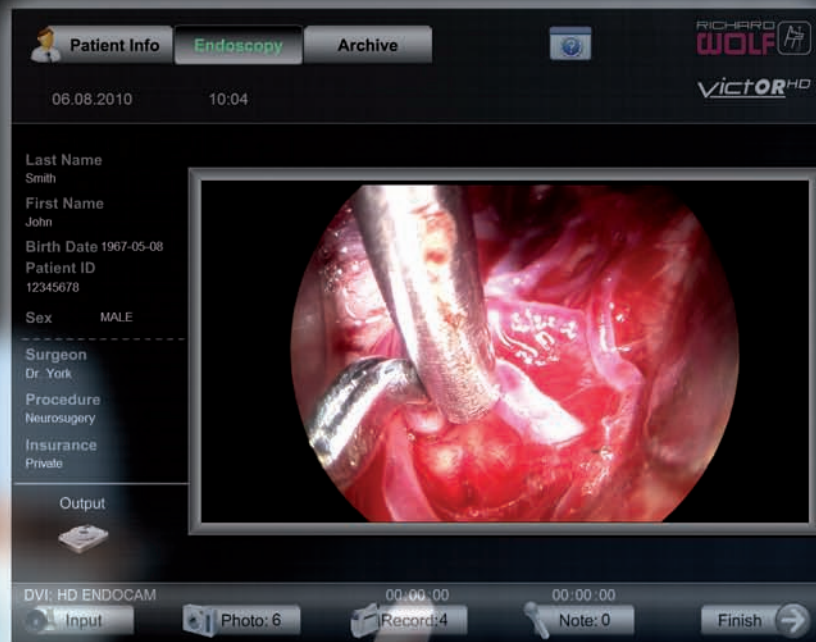 Patient Info
Endoscopy
Archive
RICHARD
WOLF
victORHD
06.08.2010 10:04
Last Name
Smith
First Name
John
Birth Date 1967-05-08
Patient ID
12345678
Sex MALE
Surgeon
Dr. York
Procedure
Neurosugery
Insurance
Private
Output
DVI: HD ENDOCAM 00:00:00 00:00:00
Input Photo: 6 Record:4 Note: 0 Finish